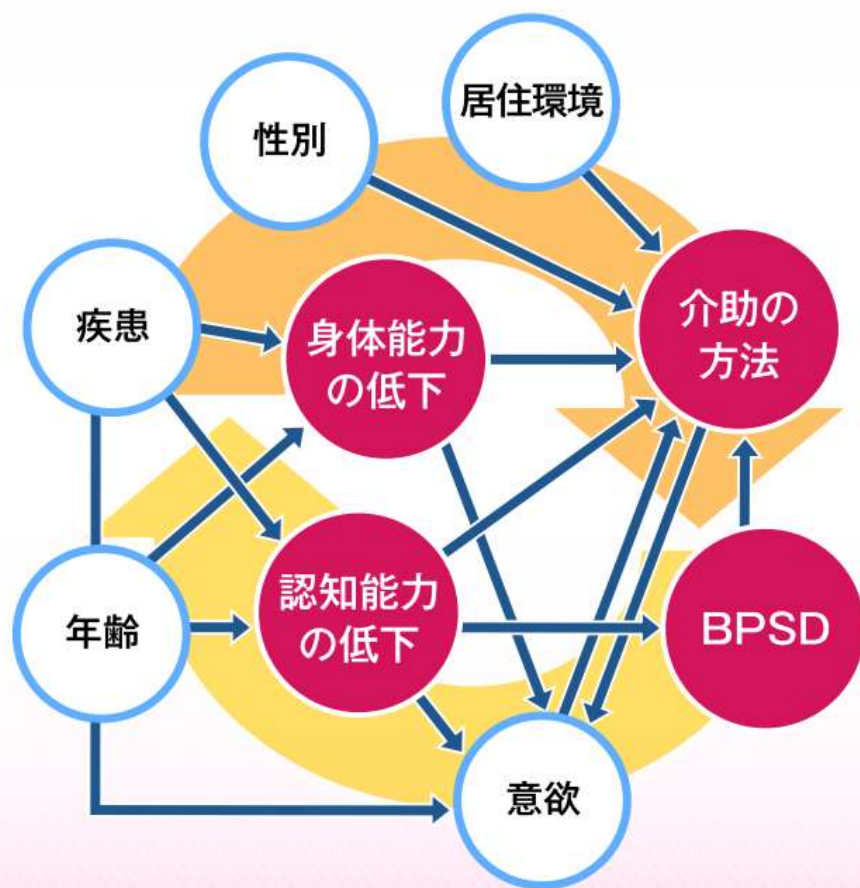 居住環境
性別
疾患
身体能力
の低下
介助の
方法
認知能力
の低下
年齢
BPSD
意欲